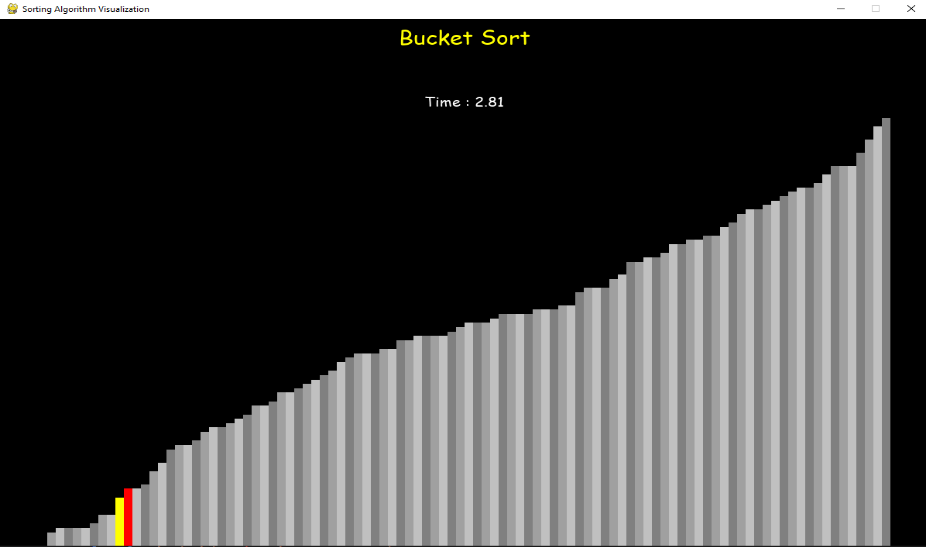 Sorting Algorithm Visualization
Bucket Sort
Time : 2.81